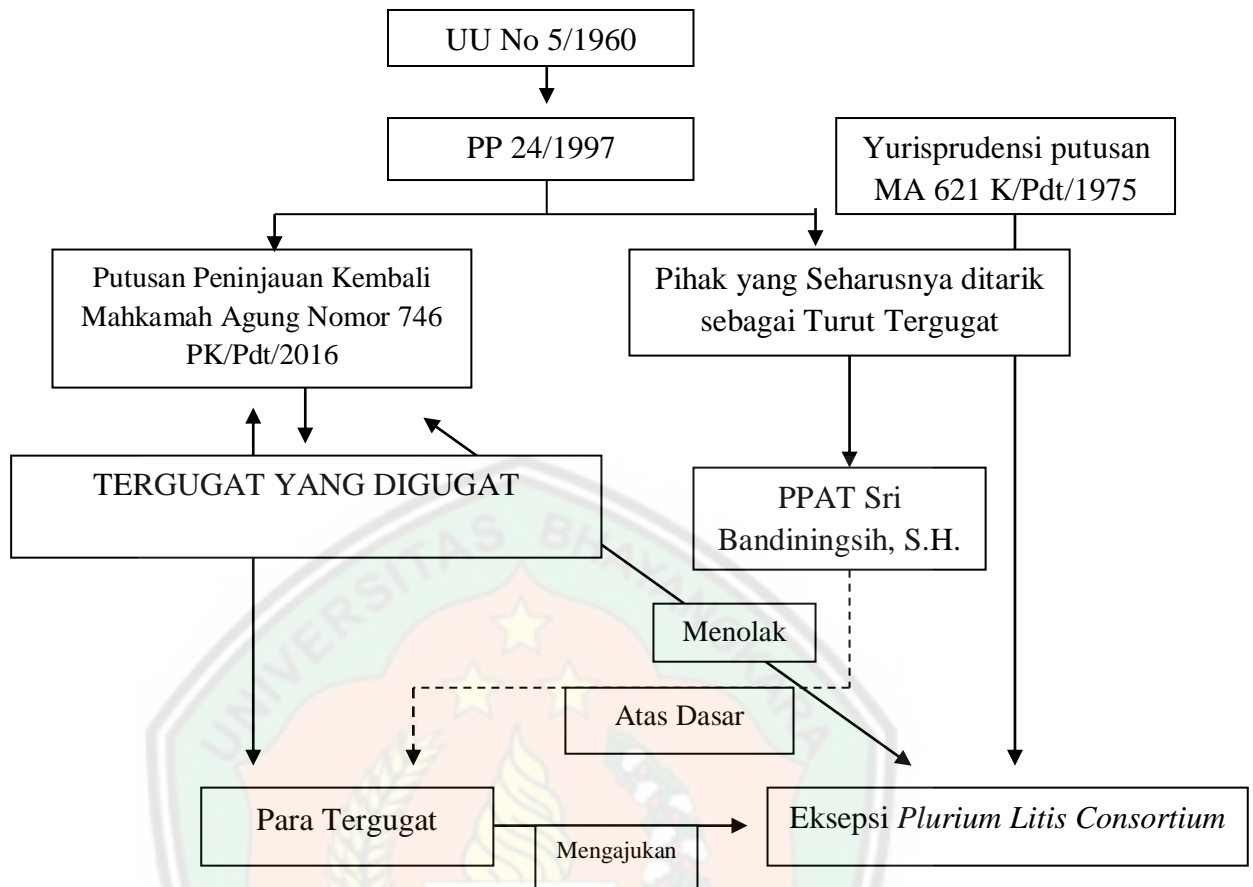 UU No 5/1960
PP 24/1997
Yurisprudensi putusan
MA 621 K/Pdt/1975
Putusan Peninjauan Kembali
Mahkamah Agung Nomor 746
PK/Pdt/2016
Pihak yang Seharusnya ditarik
sebagai Turut Tergugat
TERGUGAT YANG DIGUGAT
PPAT Sri
Bandiningsih, S.H.
Menolak
Atas Dasar
Para Tergugat
Mengajukan
Eksepsi Plurium Litis Consortium
UNIVERSITAS BHAYANGKARA